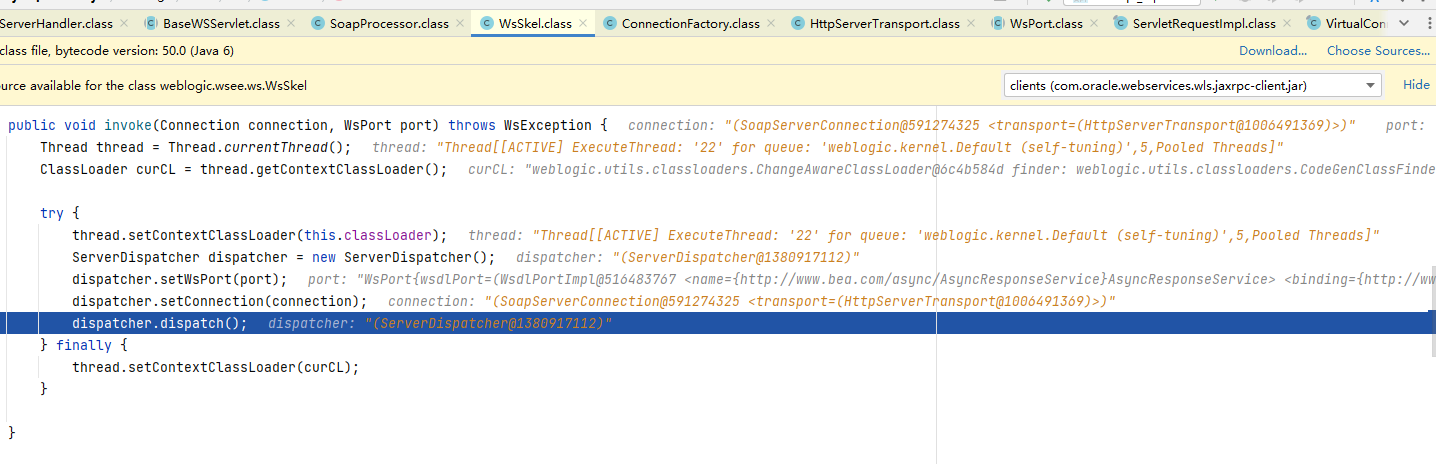 ServerHandler.class BaseWSServlet.class SoapProcessor.class WsSkel.class ConnectionFactory.class HttpServerTransport.class WsPort.class ServletRequestImpl.class VirtualCon
class file, bytecode version: 50.0 (Java 6) Download... Choose Sources...
urce available for the class weblogic.wsee.ws.WsSkel clients (com.oracle.webservices.wls.jaxrpc-client.jar) Hide
public void invoke(Connection connection, WsPort port) throws WsException { connection: "(SoapServerConnection@591274325 <transport=(HttpServerTransport@1006491369)>)" port:
Thread thread = Thread.currentThread(); thread: "Thread[[ACTIVE] ExecuteThread: '22' for queue: 'weblogic.kernel.Default (self-tuning)',5,Pooled Threads]"
ClassLoader curCL = thread.getContextClassLoader(); curCL: "weblogic.utils.classloaders.ChangeAwareClassLoader@6c4b584d finder: weblogic.utils.classloaders.CodeGenClassFinde
try {
thread.setContextClassLoader(this.classLoader); thread: "Thread[[ACTIVE] ExecuteThread: '22' for queue: 'weblogic.kernel.Default (self-tuning)',5,Pooled Threads]"
ServerDispatcher dispatcher = new ServerDispatcher(); dispatcher: "(ServerDispatcher@1380917112)"
dispatcher.setWsPort(port); port: "WsPort{wsdlPort=(WsdlPortImpl@516483767 <name={http://www.bea.com/async/AsyncResponseService}AsyncResponseService> <binding={http://ww
dispatcher.setConnection(connection); connection: "(SoapServerConnection@591274325 <transport=(HttpServerTransport@1006491369)>)"
dispatcher.dispatch(); dispatcher: "(ServerDispatcher@1380917112)"
} finally {
thread.setContextClassLoader(curCL);
}
}